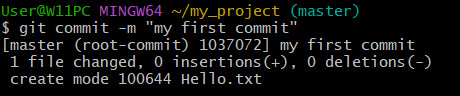 User@W11PC MINGW64 ~/my_project (master)
$ git commit -m "my first commit"
[master (root-commit) 1037072] my first commit
 1 file changed, 0 insertions(+), 0 deletions(-)
 create mode 100644 Hello.txt